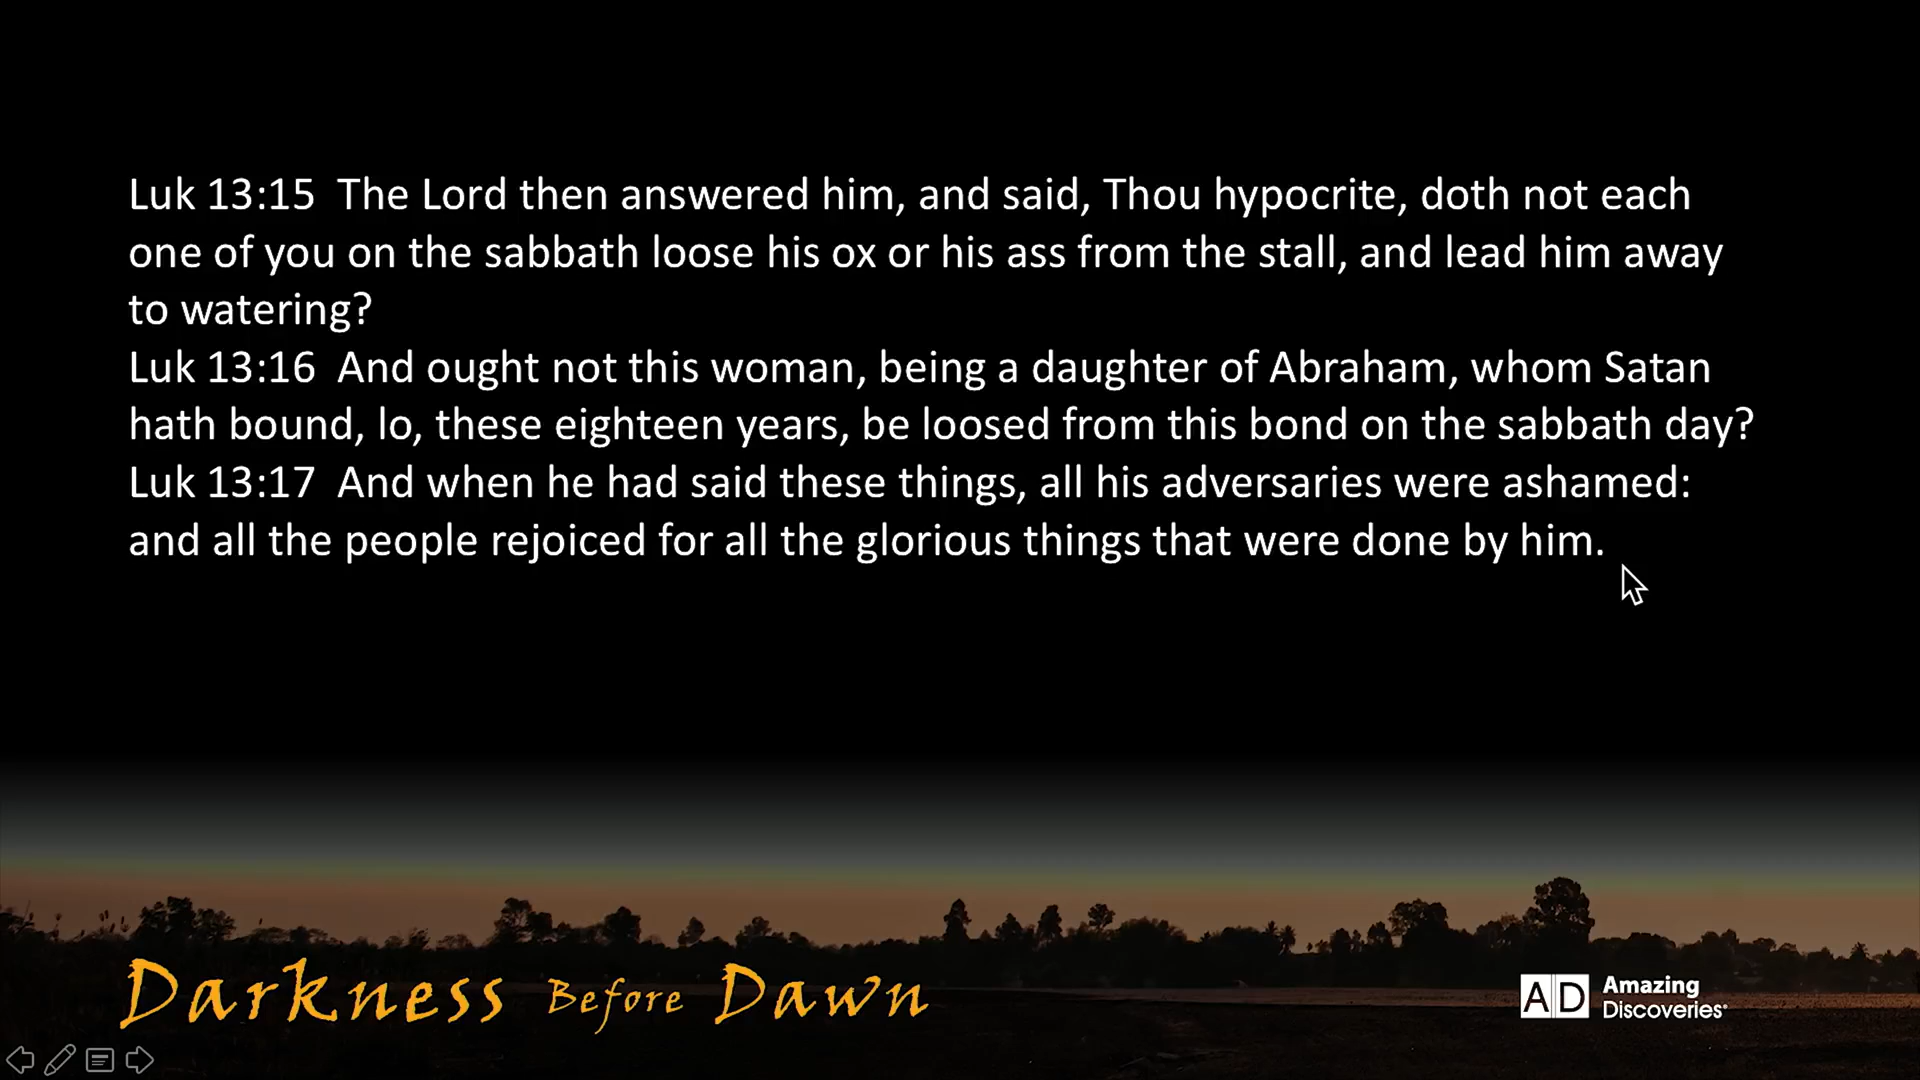 Luk 13:15  The Lord then answered him, and said, Thou hypocrite, doth not each
one of you on the sabbath loose his ox or his ass from the stall, and lead him away
to watering?
Luk 13:16  And ought not this woman, being a daughter of Abraham, whom Satan
hath bound, lo, these eighteen years, be loosed from this bond on the sabbath day?
Luk 13:17  And when he had said these things, all his adversaries were ashamed:
and all the people rejoiced for all the glorious things that were done by him.
Darkness Before Dawn
AD Amazing
Discoveries